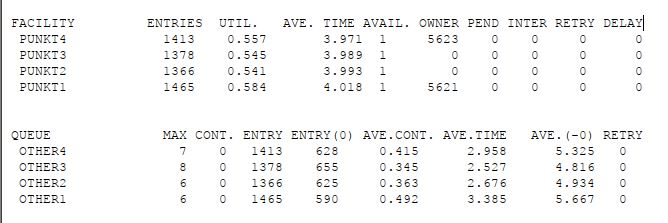 FACILITY ENTRIES UTIL. AVE. TIME AVAIL. OWNER PEND INTER RETRY DELAY
PUNKT4 1413 0.557 3.971 1 5623 0 0 0 0
PUNKT3 1378 0.545 3.989 1 0 0 0 0 0
PUNKT2 1366 0.541 3.993 1 0 0 0 0 0
PUNKT1 1465 0.584 4.018 1 5621 0 0 0 0
QUEUE MAX CONT. ENTRY ENTRY(0) AVE.CONT. AVE.TIME AVE.(-0) RETRY
OTHER4 7 0 1413 628 0.415 2.958 5.325 0
OTHER3 8 0 1378 655 0.345 2.527 4.816 0
OTHER2 6 0 1366 625 0.363 2.676 4.934 0
OTHER1 6 0 1465 590 0.492 3.385 5.667 0